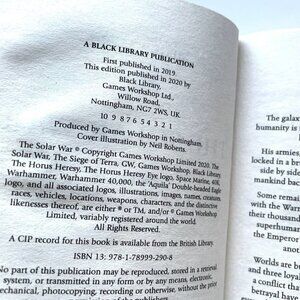 A BLACK LIBRARY PUBLICATION
First published in 2019.
This edition published in 2020 by
Black Library,
Games Workshop Ltd.,
Willow Road,
Nottingham, NG7 2WS, UK.
10 9 8 7 6 5 4 3 2 1
Produced by Games Workshop in Nottingham.
Cover illustration by Neil Roberts.
The Solar War © Copyright Games Workshop Limited 2020. The
Solar War, The Siege of Terra, GW, Games Workshop, Black Library,
The Horus Heresy, The Horus Heresy Eye logo, Space Marine, 40K,
Warhammer, Warhammer 40,000, the 'Aquila' Double-headed Eagle
logo, and all associated logos, illustrations, images, names, creatures,
races, vehicles, locations, weapons, characters, and the distinctive
likenesses thereof, are either ® or TM, and/or © Games Workshop
Limited, variably registered around the world.
All Rights Reserved.
A CIP record for this book is available from the British Library.
ISBN 13: 978-1-78999-290-8
No part of this publication may be reproduced, stored in a retrieval
system, or transmitted in any form or by any means, electronic,
mechanical, photocopying, recording or otherwise, without the prior
of the publishers
The galax
humanity is
His armies,
locked in a br
side by side
mankind bac
Some remai
with the War
their thousand
superhuman
the Emperor
another. Conflic
Worlds are
and three loyal
a conflict that
betrayal have